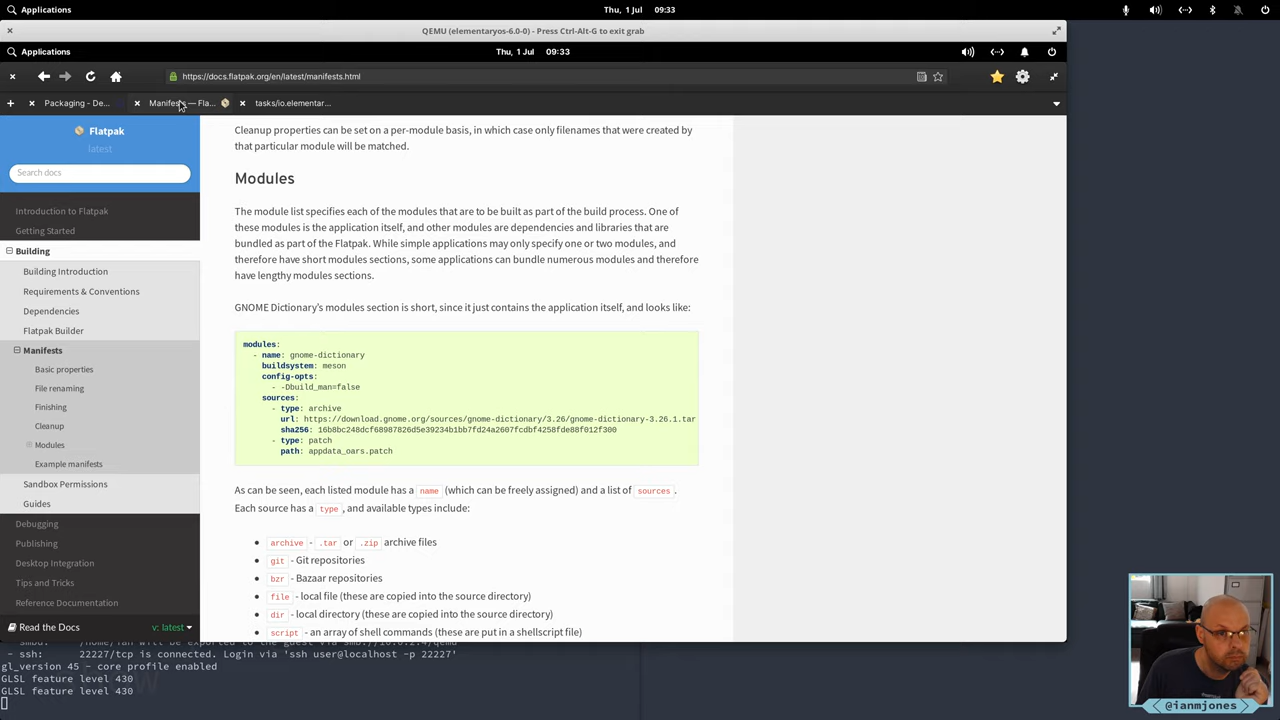 Applications
Thu, 1 Jul 09:33
QEMU (elementaryos-6.0-0) - Press Ctrl-Alt-G to exit grab
Applications
Thu, 1 Jul 09:33
https://docs.flatpak.org/en/latest/manifests.html
Packaging - De...
Manifests — Fla...
tasks/io.elementar...
Flatpak
latest
Search docs
Introduction to Flatpak
Getting Started
Building
Building Introduction
Requirements & Conventions
Dependencies
Flatpak Builder
Manifests
Basic properties
File renaming
Finishing
Cleanup
Modules
Example manifests
Sandbox Permissions
Guides
Debugging
Publishing
Desktop Integration
Tips and Tricks
Reference Documentation
Read the Docs
v: latest
Cleanup properties can be set on a per-module basis, in which case only filenames that were created by
that particular module will be matched.
Modules
The module list specifies each of the modules that are to be built as part of the build process. One of
these modules is the application itself, and other modules are dependencies and libraries that are
bundled as part of the Flatpak. While simple applications may only specify one or two modules, and
therefore have short modules sections, some applications can bundle numerous modules and therefore
have lengthy modules sections.
GNOME Dictionary's modules section is short, since it just contains the application itself, and looks like:
modules:
- name: gnome-dictionary
buildsystem: meson
config-opts:
- -Dbuild_man=false
sources:
- type: archive
url: https://download.gnome.org/sources/gnome-dictionary/3.26/gnome-dictionary-3.26.1.tar
sha256: 16b8bc248dcf68987826d5e39234b1bb7fd24a2607fcdbf4258fde88f012f300
- type: patch
path: appdata_oars.patch
As can be seen, each listed module has a name (which can be freely assigned) and a list of sources .
Each source has a type , and available types include:
• archive - .tar or .zip archive files
• git - Git repositories
• bzr - Bazaar repositories
• file - local file (these are copied into the source directory)
• dir - local directory (these are copied into the source directory)
• script - an array of shell commands (these are put in a shellscript file)
- ssh: 22227/tcp is connected. Login via 'ssh user@localhost -p 22227'
gl_version 45 - core profile enabled
GLSL feature level 430
GLSL feature level 430
@ianmjones